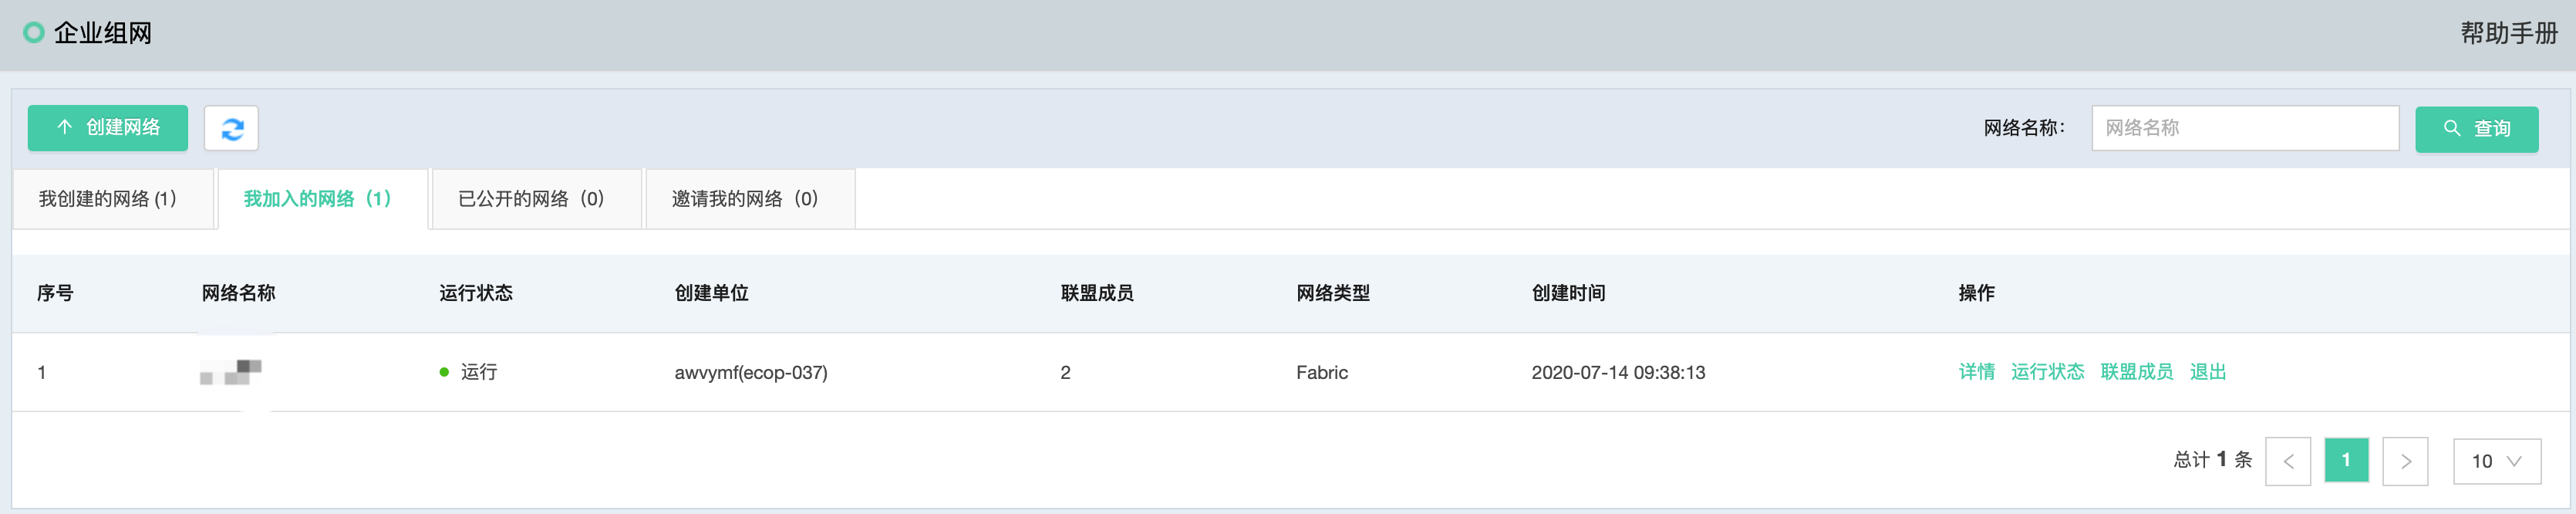 企业组网 帮助手册
创建网络 网络名称： 网络名称 查询
我创建的网络 (1) 我加入的网络（1） 已公开的网络（0） 邀请我的网络（0）
序号 网络名称 运行状态 创建单位 联盟成员 网络类型 创建时间 操作
1 运行 awvymf(ecop-037) 2 Fabric 2020-07-14 09:38:13 详情 运行状态 联盟成员 退出
总计 1 条 < 1 > 10